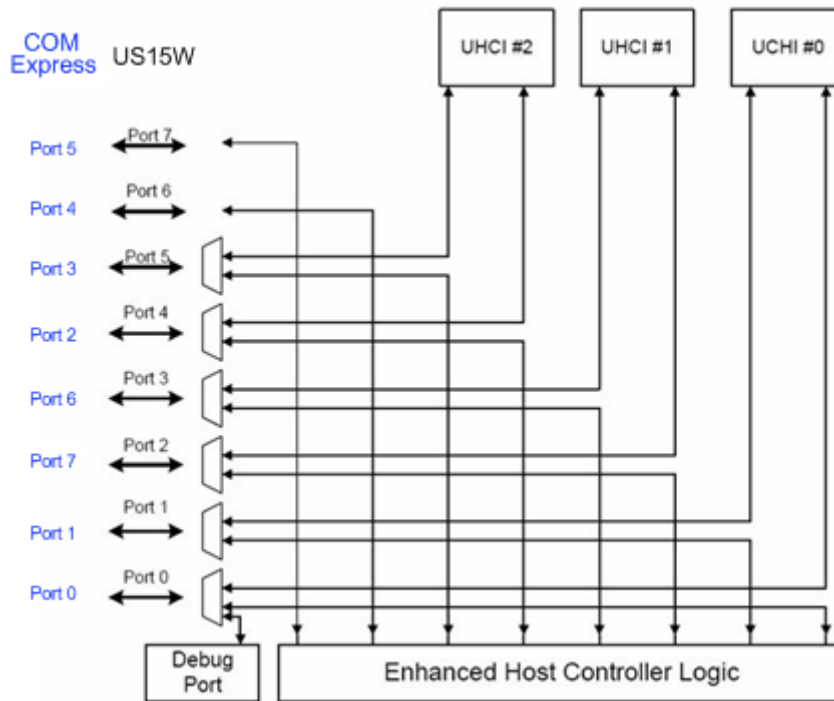 COM Express US15W
UHCI #2
UHCI #1
UCHI #0
Port 5 Port 7
Port 4 Port 6
Port 3 Port 5
Port 2 Port 4
Port 6 Port 3
Port 7 Port 2
Port 1 Port 1
Port 0 Port 0
Debug
Port
Enhanced Host Controller Logic